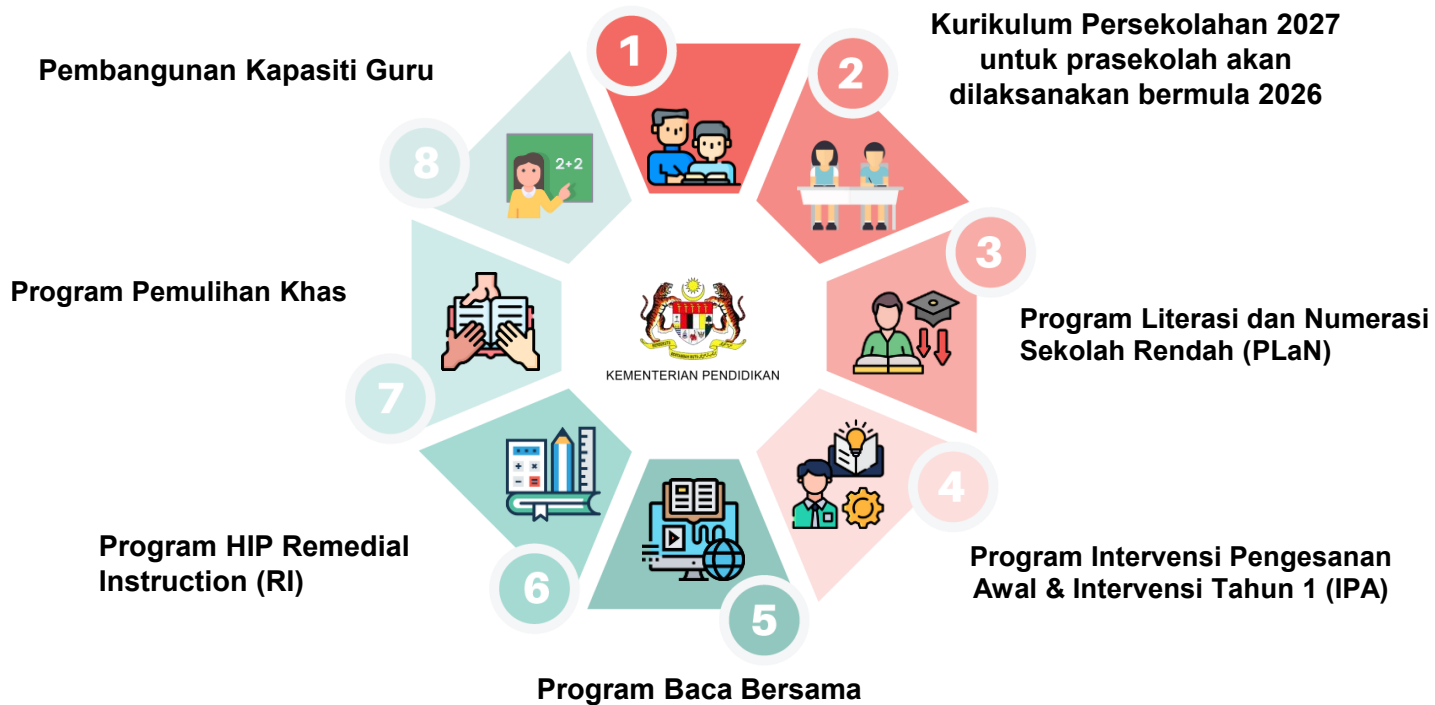 1
2
Kurikulum Persekolahan 2027
untuk prasekolah akan
dilaksanakan bermula 2026
3
Program Literasi dan Numerasi
Sekolah Rendah (PLaN)
4
Program Intervensi Pengesanan
Awal & Intervensi Tahun 1 (IPA)
5
Program Baca Bersama
6
Program HIP Remedial
Instruction (RI)
7
Program Pemulihan Khas
8
Pembangunan Kapasiti Guru
2+2
KEMENTERIAN PENDIDIKAN